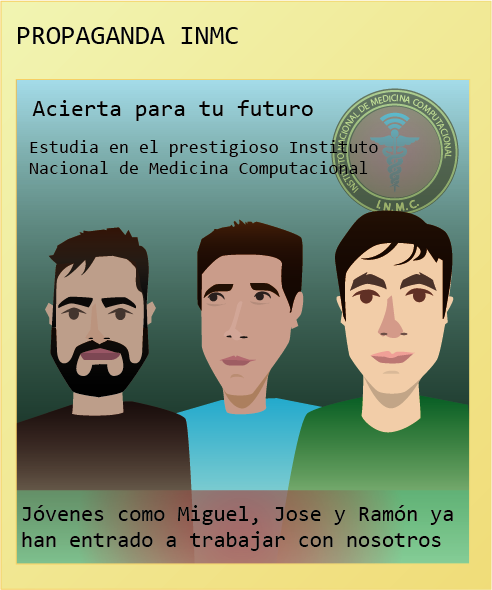 PROPAGANDA INMC
Acierta para tu futuro
Estudia en el prestigioso Instituto
Nacional de Medicina Computacional
INSTITUTO NACIONAL DE MEDICINA COMPUTACIONAL
I.N.M.C.
Jóvenes como Miguel, Jose y Ramón ya
han entrado a trabajar con nosotros